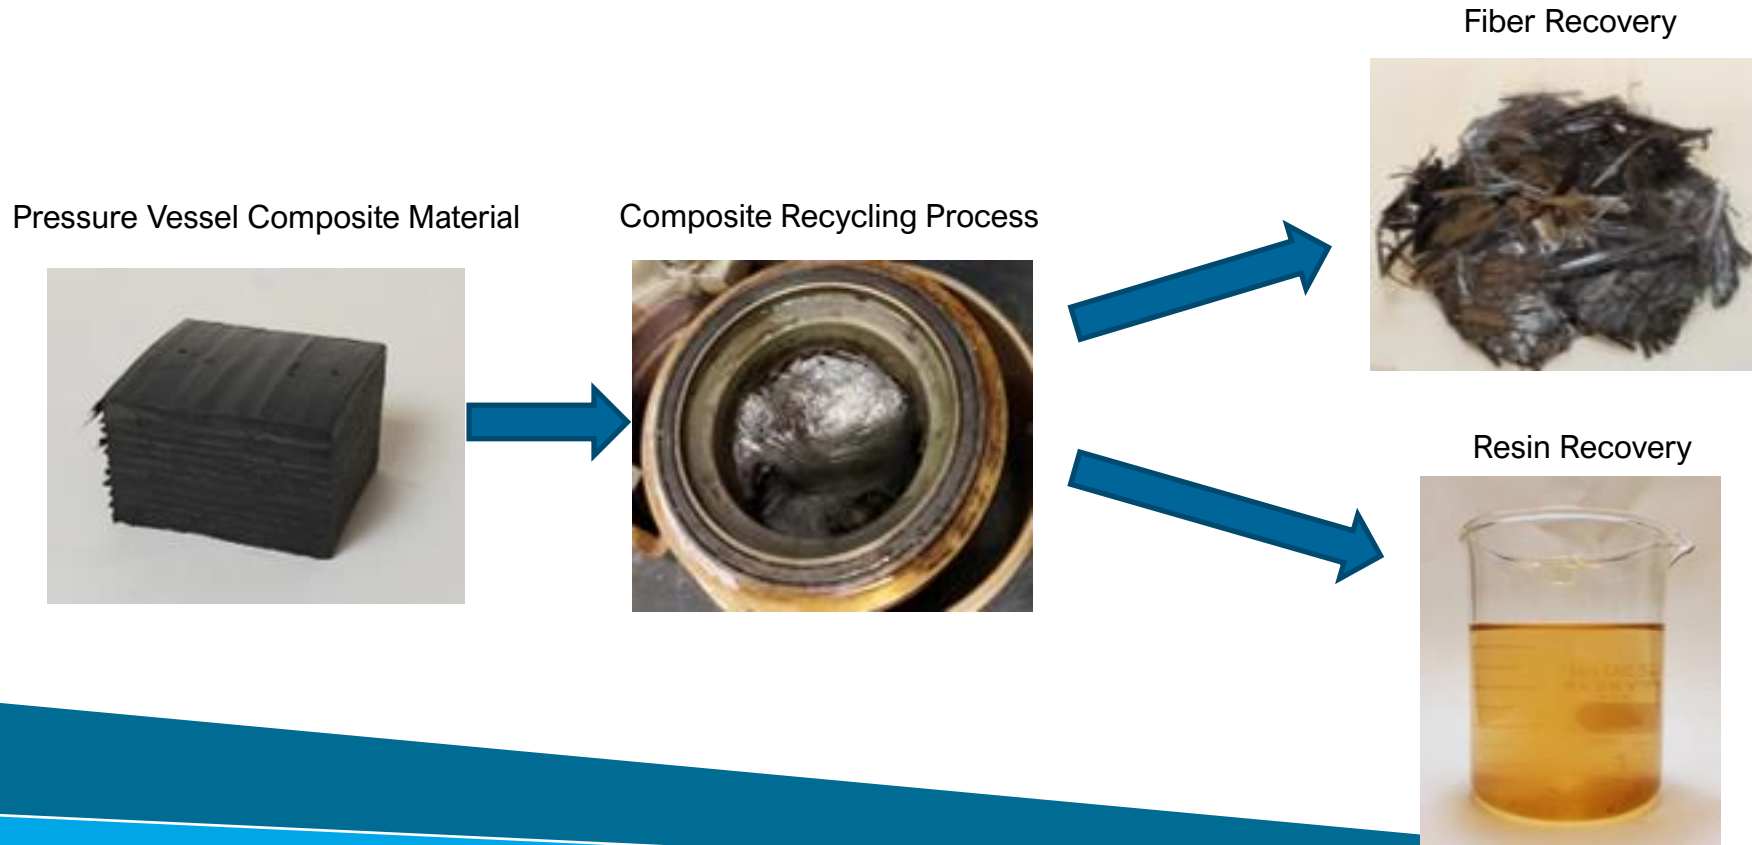 Fiber Recovery
Pressure Vessel Composite Material
Composite Recycling Process
Resin Recovery